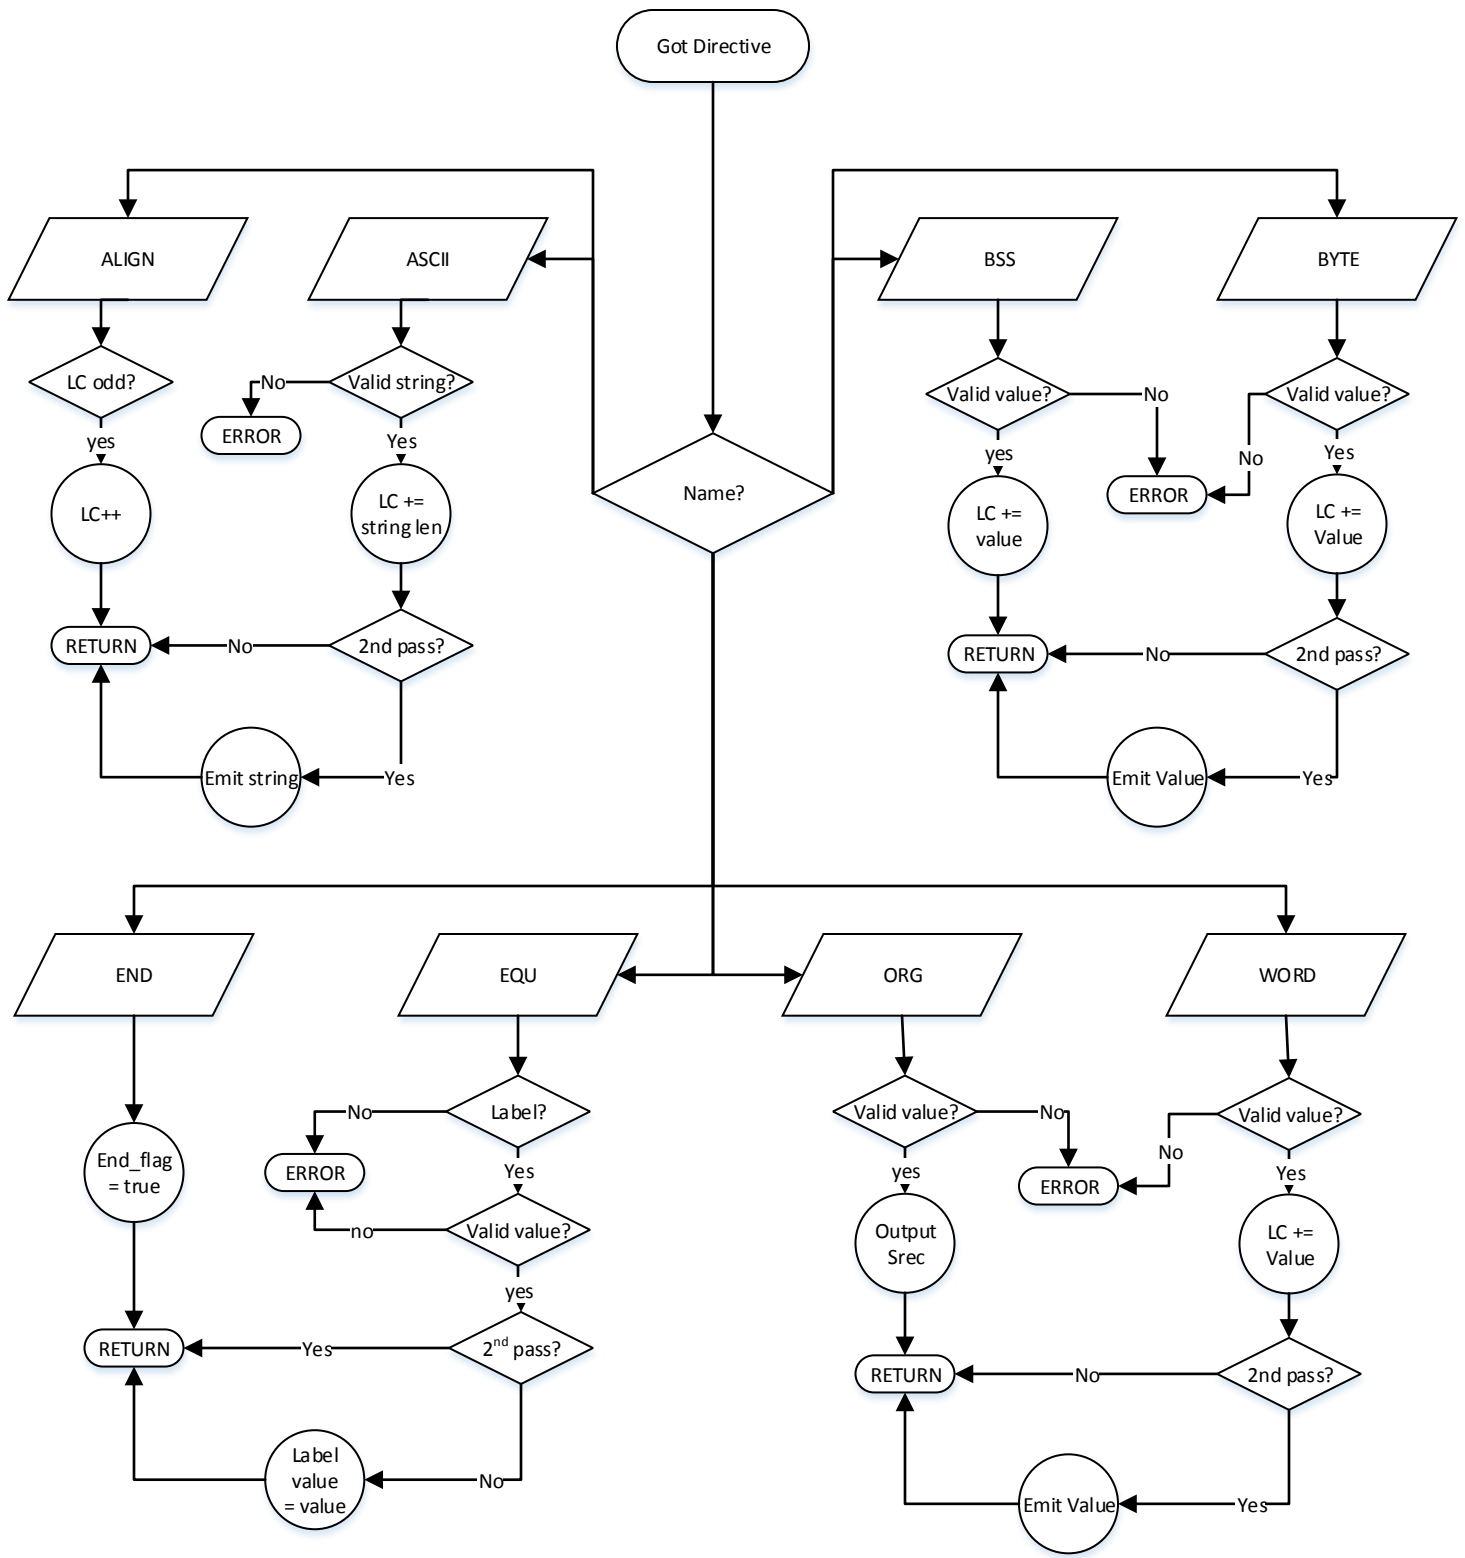 Got Directive
ALIGN
ASCII
BSS
BYTE
LC odd?
No
Valid string?
Valid value?
No
Valid value?
ERROR
yes
Yes
Name?
yes
No
Yes
ERROR
LC++
LC +=
string len
LC +=
value
LC +=
Value
RETURN
No
2nd pass?
RETURN
No
2nd pass?
Emit string
Yes
Emit Value
Yes
END
EQU
ORG
WORD
No
Label?
Valid value?
No
Valid value?
End_flag
= true
ERROR
Yes
yes
ERROR
No
Yes
no
Valid value?
Output
Srec
LC +=
Value
yes
RETURN
Yes
2nd pass?
RETURN
No
2nd pass?
Label
value
= value
No
Emit Value
Yes